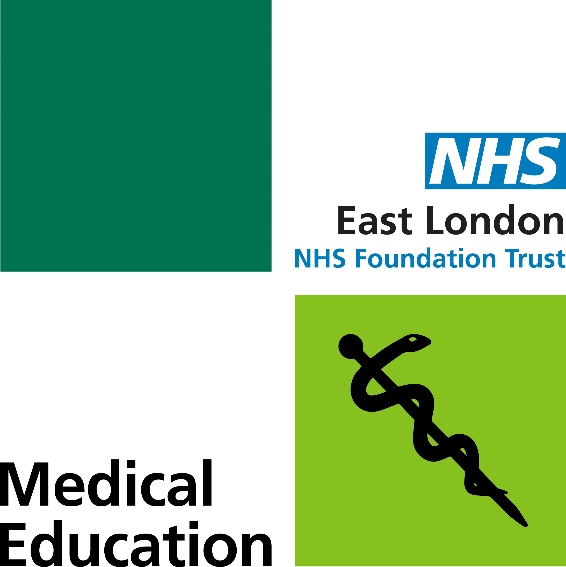 NHS
East London
NHS Foundation Trust
Medical
Education